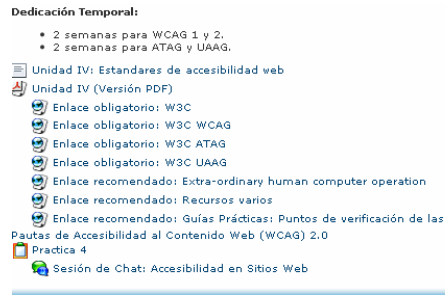 Dedicación Temporal:
2 semanas para WCAG 1 y 2.
2 semanas para ATAG y UAAG.
Unidad IV: Estandares de accesibilidad web
Unidad IV (Versión PDF)
Enlace obligatorio: W3C
Enlace obligatorio: W3C WCAG
Enlace obligatorio: W3C ATAG
Enlace obligatorio: W3C UAAG
Enlace recomendado: Extra-ordinary human computer operation
Enlace recomendado: Recursos varios
Enlace recomendado: Guías Prácticas: Puntos de verificación de las
Pautas de Accesibilidad al Contenido Web (WCAG) 2.0
Practica 4
Sesión de Chat: Accesibilidad en Sitios Web